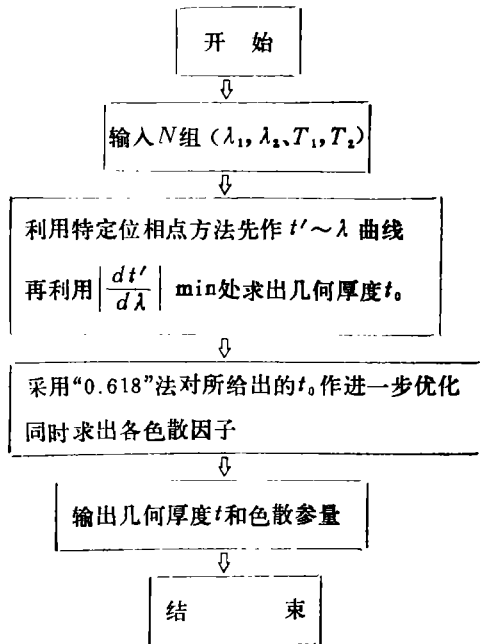 开 始
输入N组（λ₁,λ₂、T₁,T₂）
利用特定位相点方法先作 t′～λ 曲线
再利用|dt′/dλ| min处求出几何厚度t₀
采用“0.618”法对所给出的t₀作进一步优化
同时求出各色散因子
输出几何厚度t和色散参量
结 束